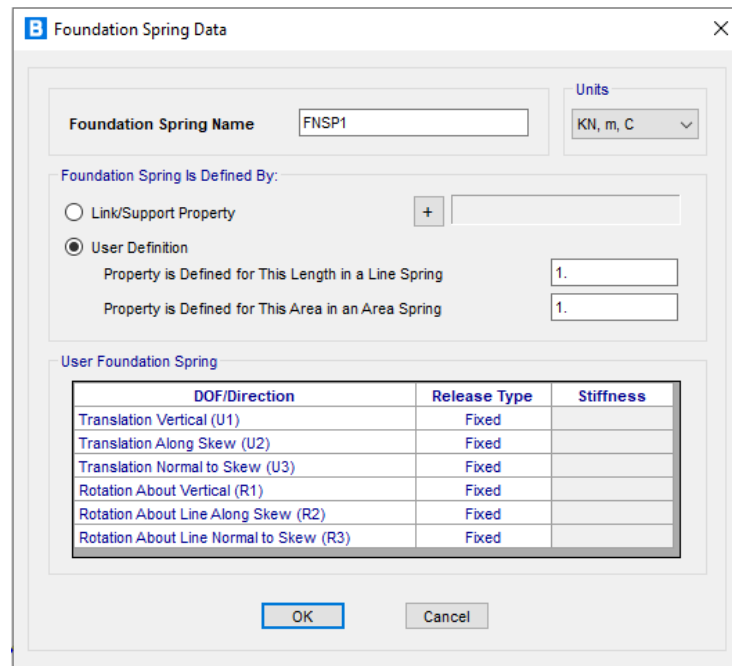 B Foundation Spring Data
Units
Foundation Spring Name FNSP1 KN, m, C
Foundation Spring Is Defined By:
Link/Support Property +
User Definition
Property is Defined for This Length in a Line Spring 1.
Property is Defined for This Area in an Area Spring 1.
User Foundation Spring
DOF/Direction Release Type Stiffness
Translation Vertical (U1) Fixed
Translation Along Skew (U2) Fixed
Translation Normal to Skew (U3) Fixed
Rotation About Vertical (R1) Fixed
Rotation About Line Along Skew (R2) Fixed
Rotation About Line Normal to Skew (R3) Fixed
OK Cancel